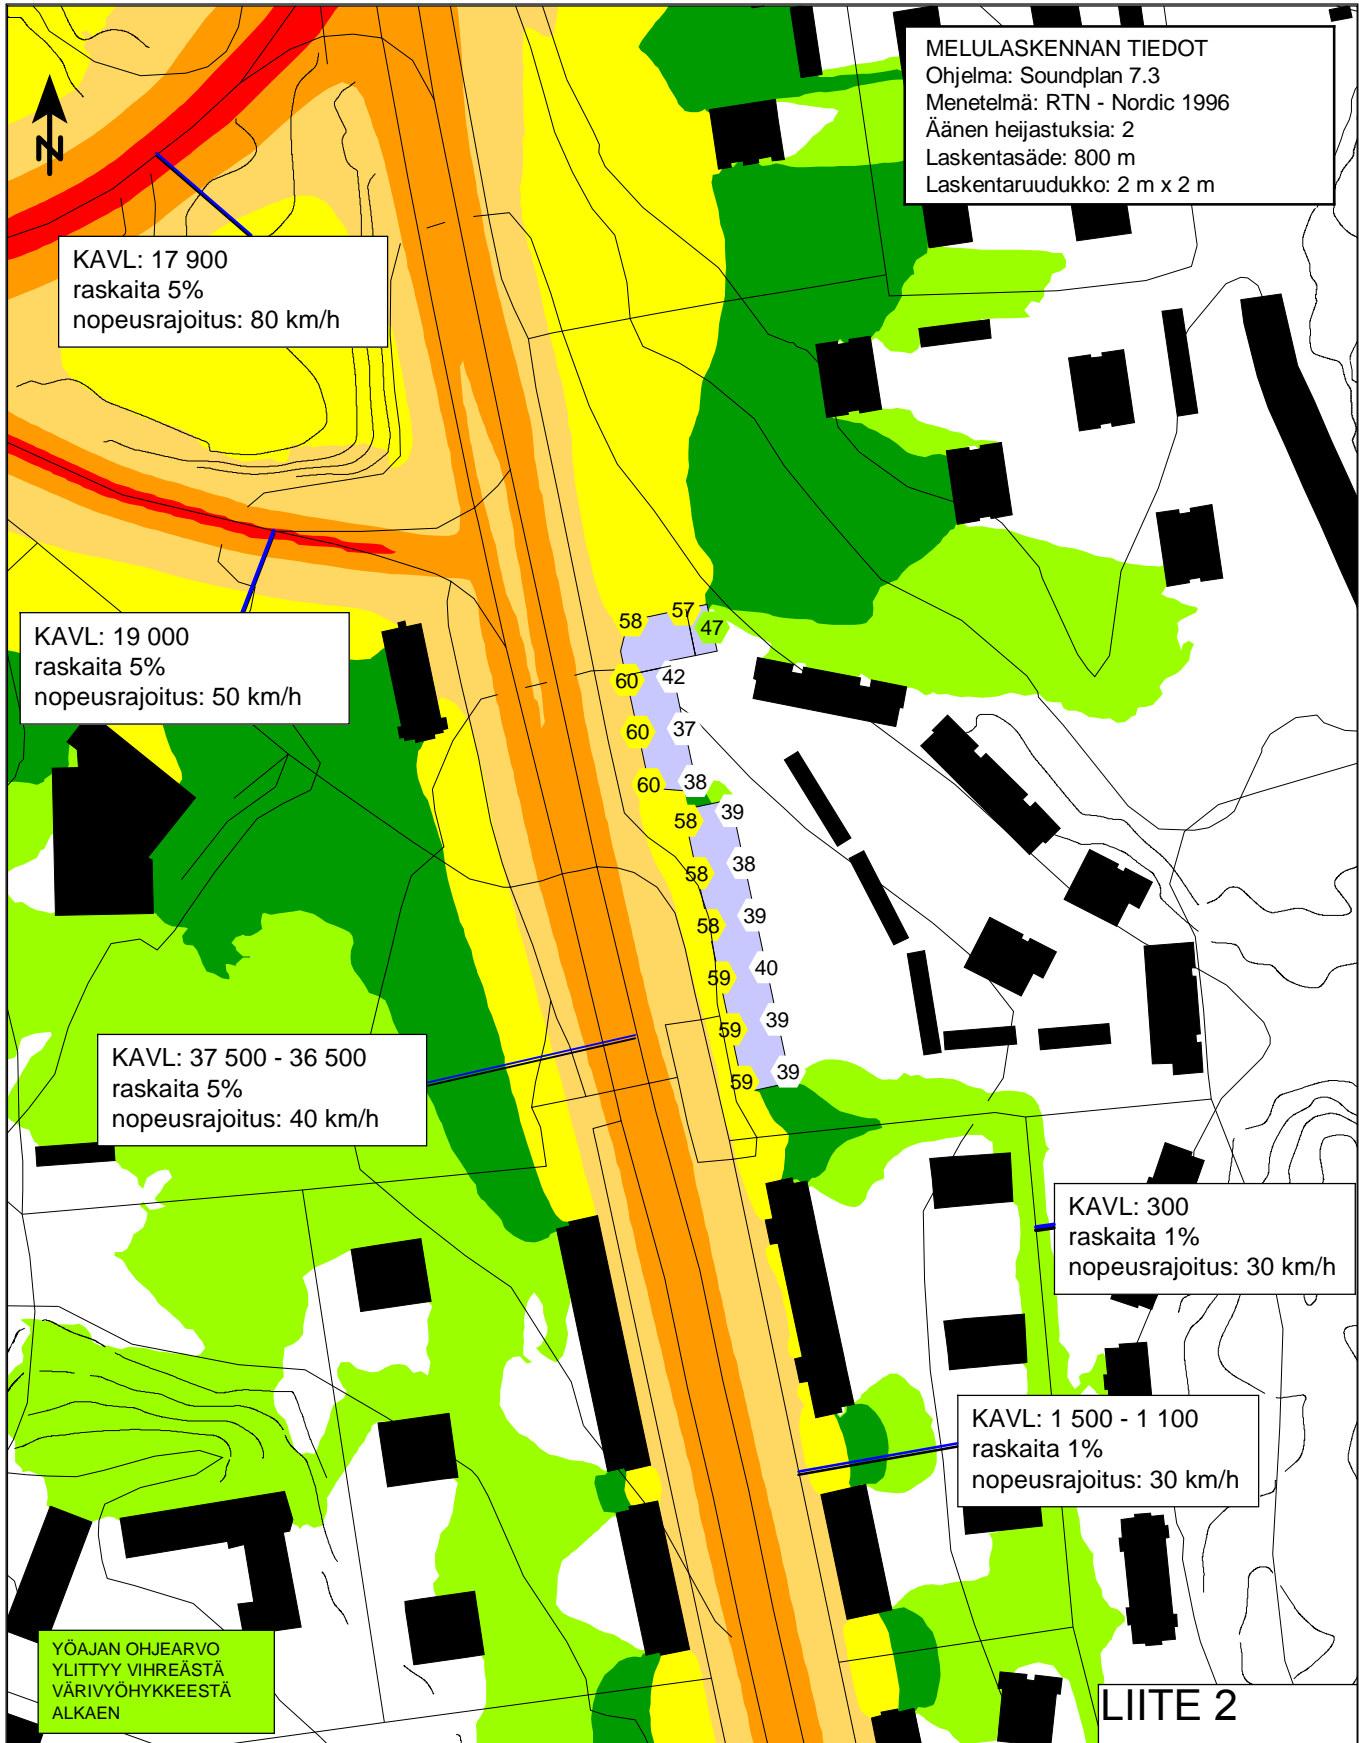 MELULASKENNAN TIEDOT
Ohjelma: Soundplan 7.3
Menetelmä: RTN - Nordic 1996
Äänen heijastuksia: 2
Laskentasäde: 800 m
Laskentaruudukko: 2 m x 2 m
N
KAVL: 17 900
raskaita 5%
nopeusrajoitus: 80 km/h
KAVL: 19 000
raskaita 5%
nopeusrajoitus: 50 km/h
58
57
47
60
42
60
37
60
38
58
39
58
38
58
39
59
40
59
39
59
39
KAVL: 37 500 - 36 500
raskaita 5%
nopeusrajoitus: 40 km/h
KAVL: 300
raskaita 1%
nopeusrajoitus: 30 km/h
KAVL: 1 500 - 1 100
raskaita 1%
nopeusrajoitus: 30 km/h
YÖAJAN OHJEARVO
YLITTYY VIHREÄSTÄ
VÄRIVYÖHYKKEESTÄ
ALKAEN
LIITE 2